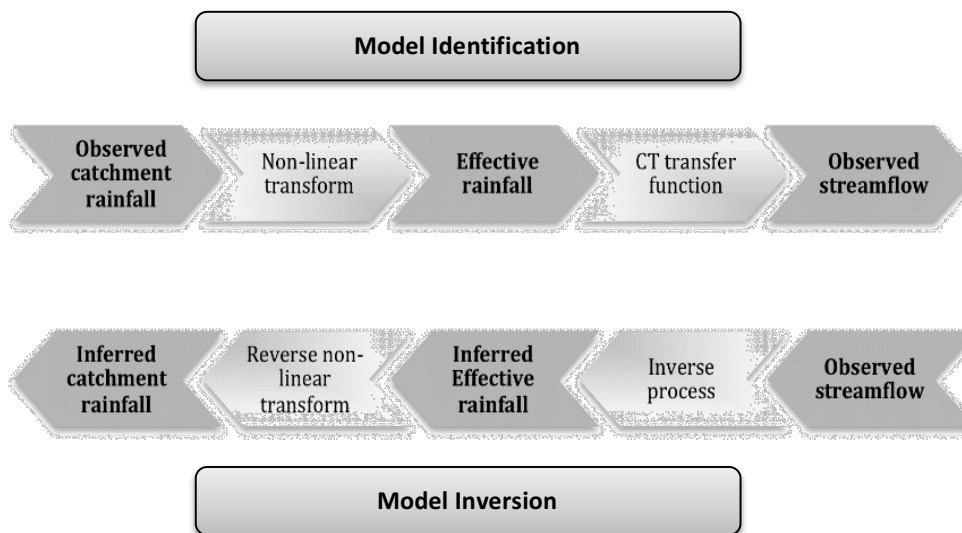 Model Identification
Observed
catchment
rainfall
Non-linear
transform
Effective
rainfall
CT transfer
function
Observed
streamflow
Inferred
catchment
rainfall
Reverse non-
linear
transform
Inferred
Effective
rainfall
Inverse
process
Observed
streamflow
Model Inversion